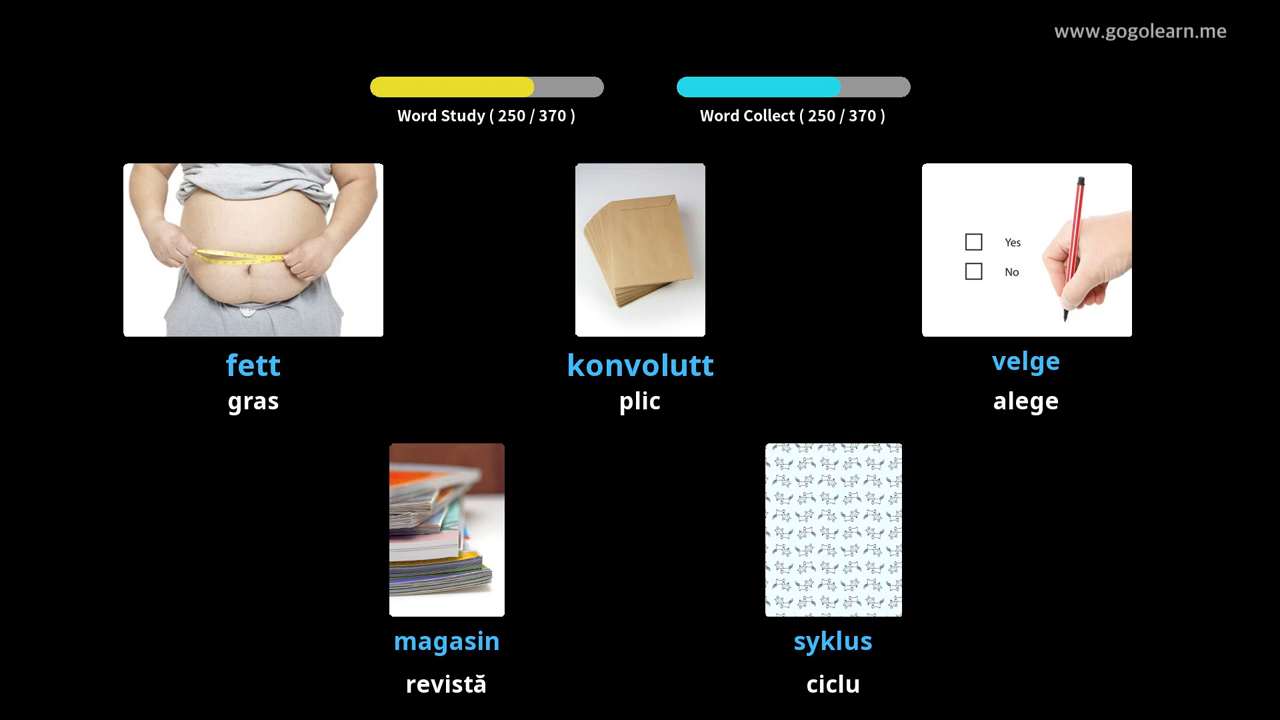 www.gogolearn.me
Word Study ( 250 / 370 )
Word Collect ( 250 / 370 )
Yes
No
fett
gras
konvolutt
plic
velge
alege
magasin
revistă
syklus
ciclu